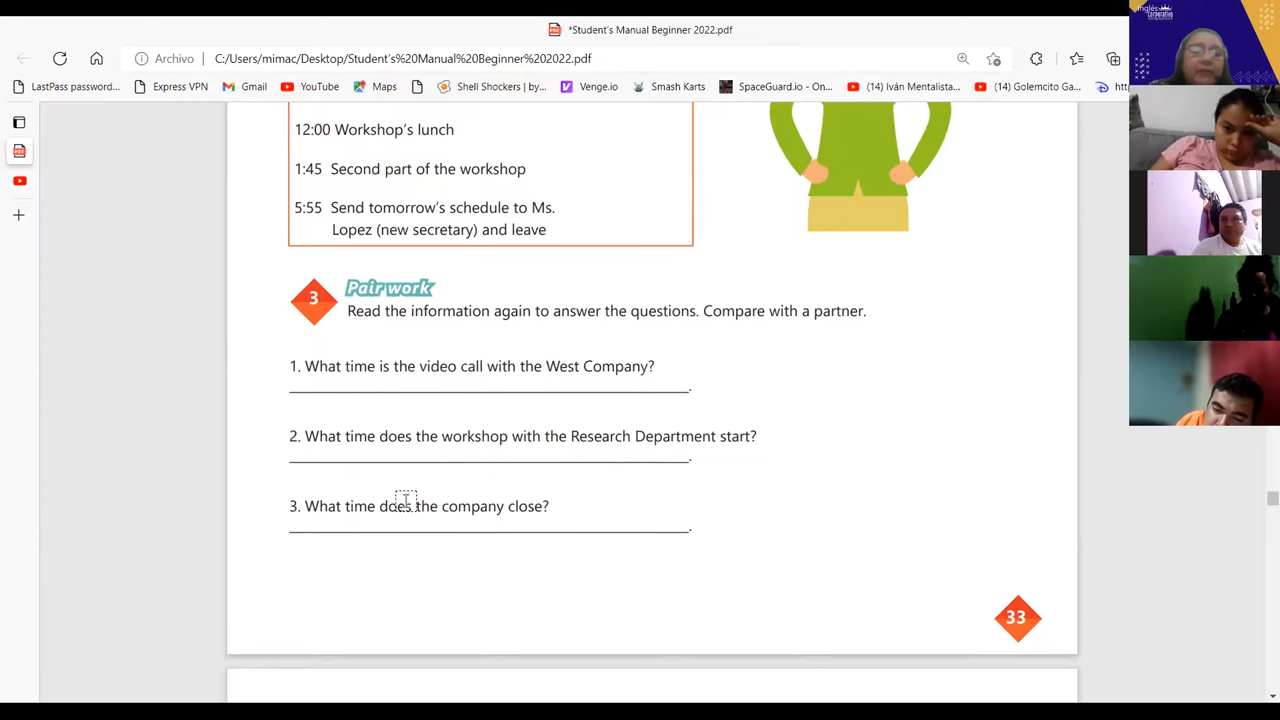 *Student's Manual Beginner 2022.pdf
Archivo
C:/Users/mimac/Desktop/Student's%20Manual%20Beginner%202022.pdf
LastPass password...
Express VPN
Gmail
YouTube
MAPS
Shell Shockers | by...
Venge.io
Smash Karts
SpaceGuard.io - On...
(14) Iván Mentalista...
(14) Golemcito Ga...
Inglés
Corporativo
12:00 Workshop's lunch
1:45 Second part of the workshop
5:55 Send tomorrow's schedule to Ms.
Lopez (new secretary) and leave
3
Pair work
Read the information again to answer the questions. Compare with a partner.
1. What time is the video call with the West Company?
2. What time does the workshop with the Research Department start?
3. What time does the company close?
33